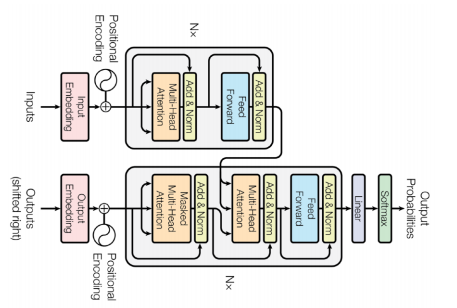 Output
Probabilities
Softmax
Linear
Add & Norm
Feed
Forward
Add & Norm
Multi-Head
Attention
Add & Norm
Masked
Multi-Head
Attention
Nx
Output
Embedding
Positional
Encoding
Outputs
(shifted right)
Add & Norm
Feed
Forward
Add & Norm
Multi-Head
Attention
N×
Positional
Encoding
Input
Embedding
Inputs